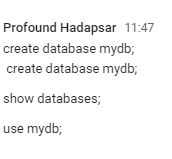 Profound Hadapsar 11:47
create database mydb;
create database mydb;
show databases;
use mydb;